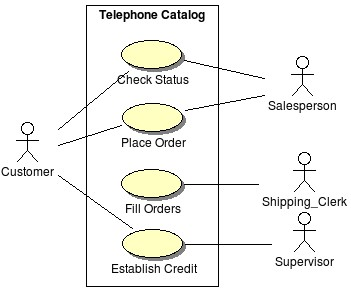 Telephone Catalog
Check Status
Salesperson
Place Order
Customer
Fill Orders
Shipping_Clerk
Establish Credit
Supervisor